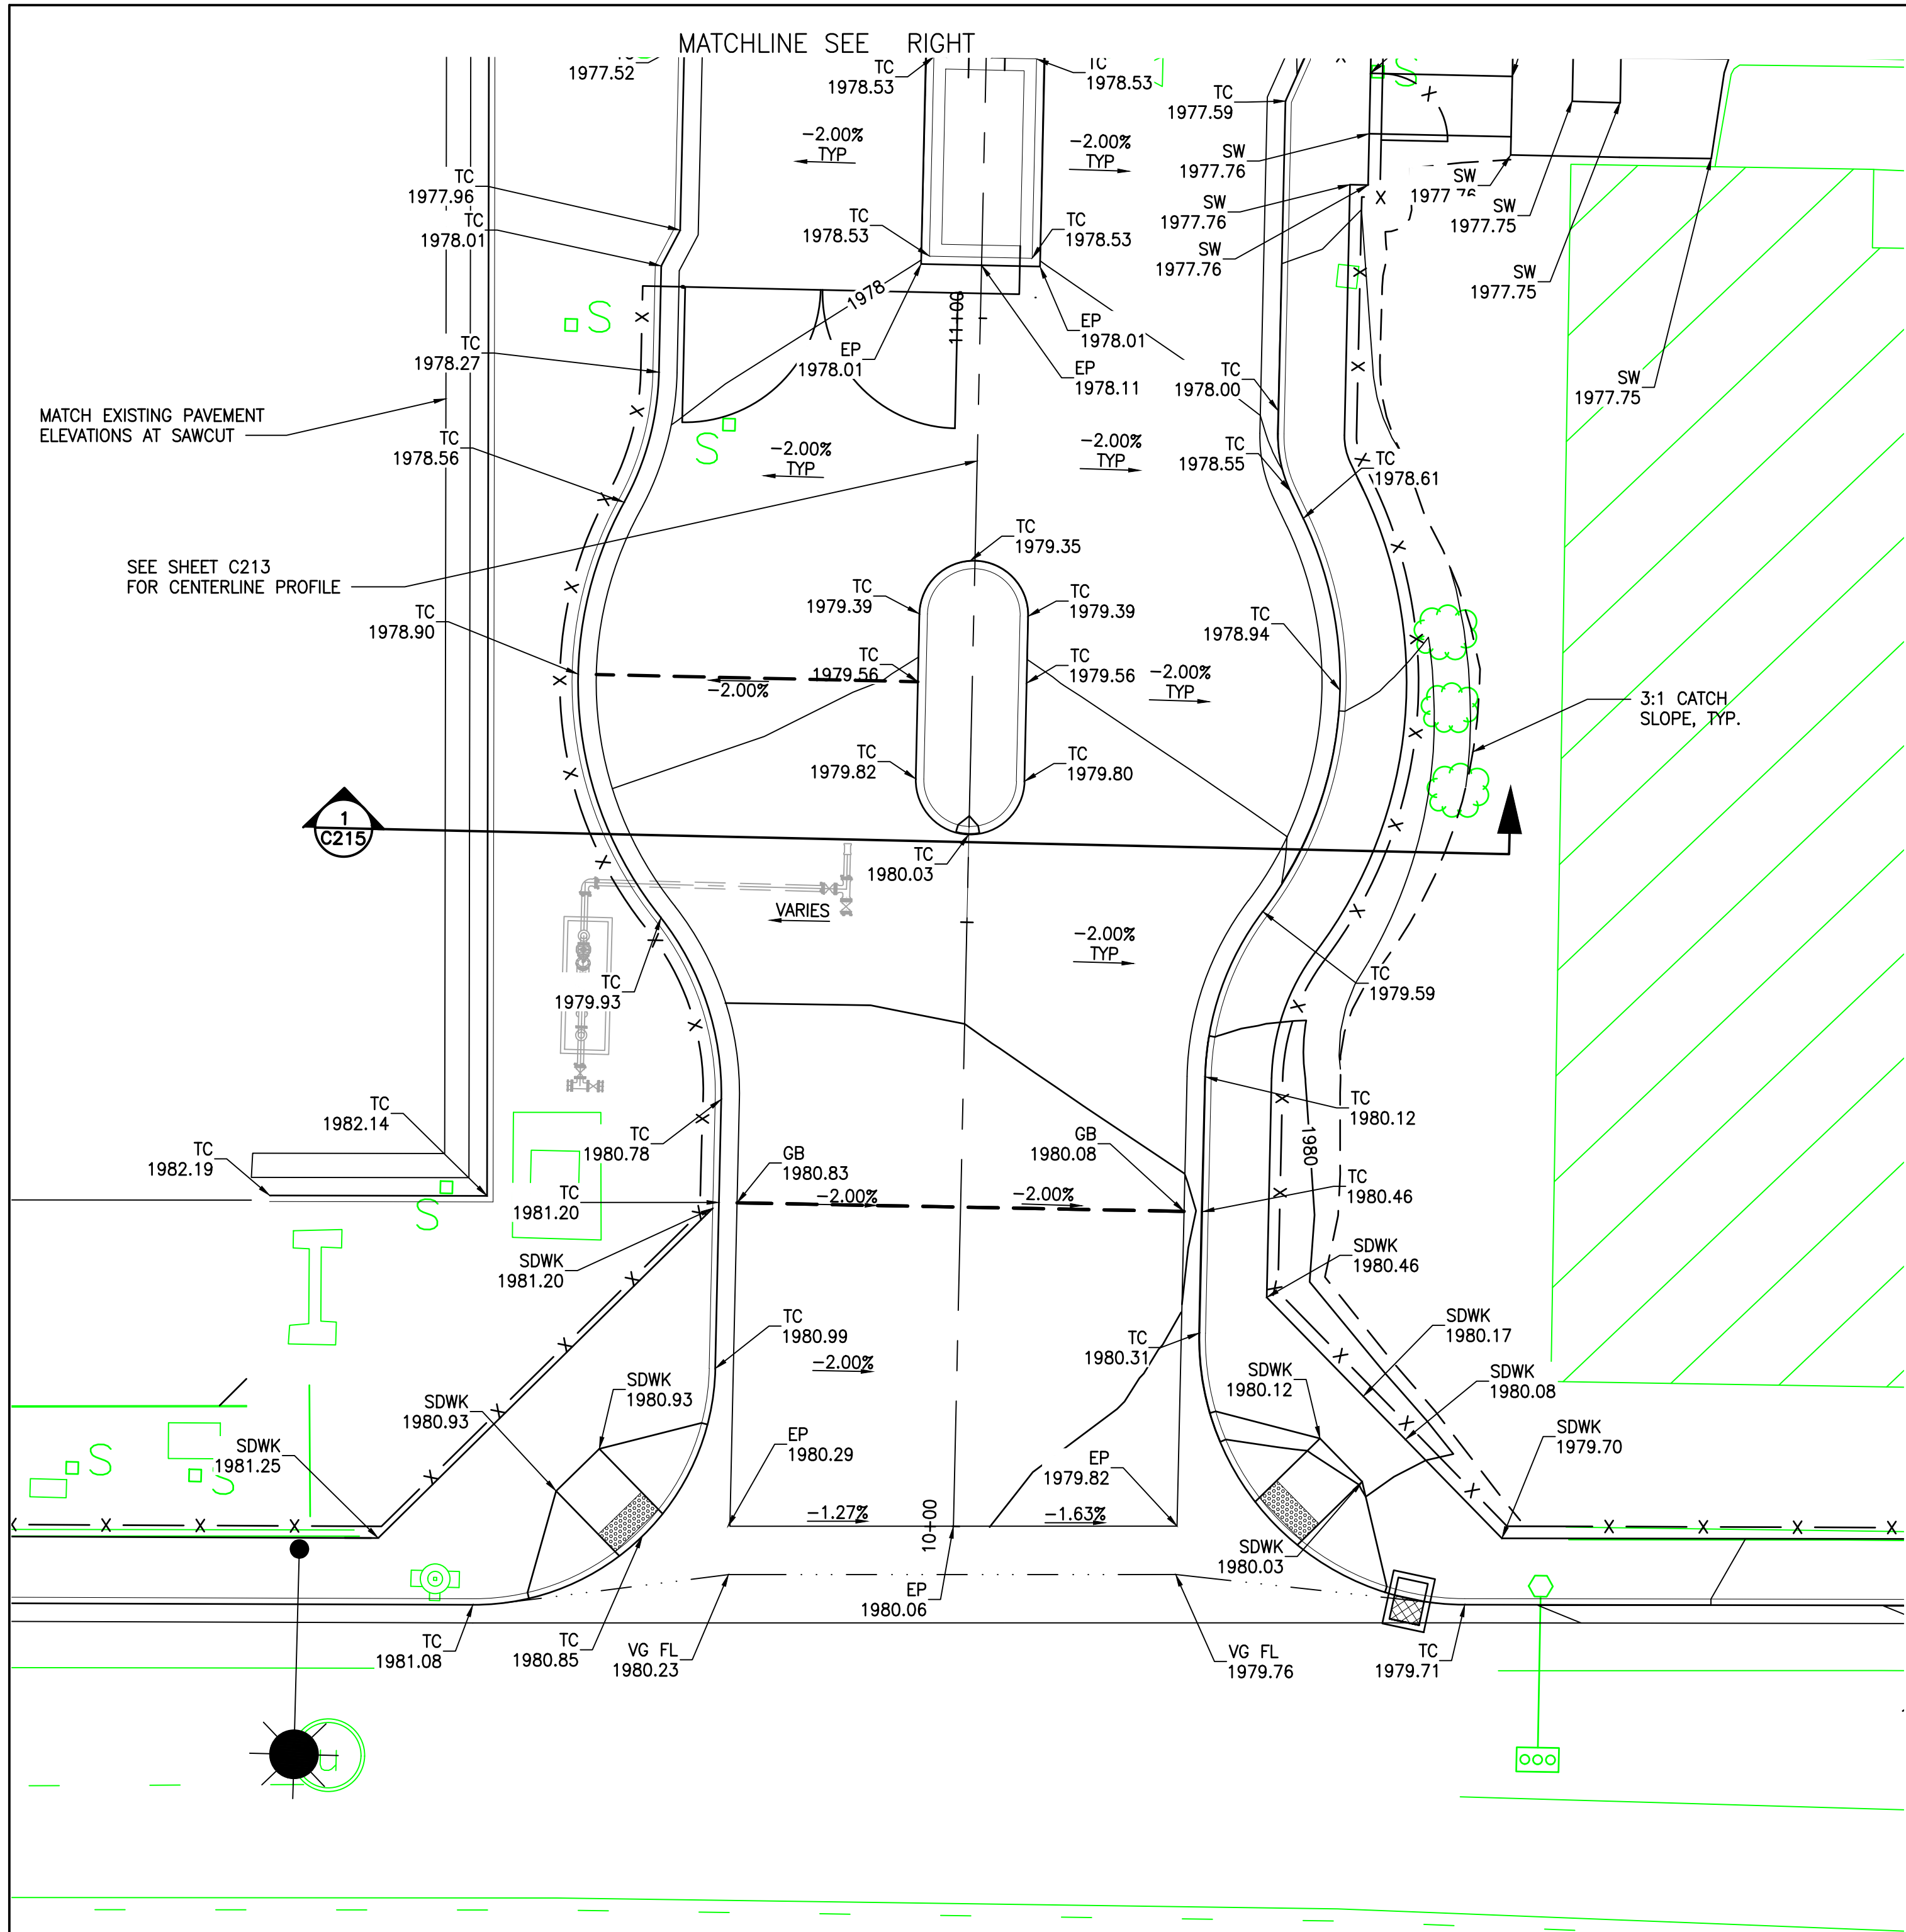 MATCHLINE SEE RIGHT
1977.52
TC
1978.53
TC
1978.53
TC
1977.59
-2.00%
TYP
-2.00%
TYP
SW
1977.76
TC
1977.96
SW
SW
1977.76
SW
1977.75
TC
1978.01
TC
1978.53
TC
1978.53
SW
1977.76
SW
1977.75
1978
11+00
EP
1978.01
EP
1978.01
EP
1978.11
TC
1978.27
TC
1978.00
SW
1977.75
MATCH EXISTING PAVEMENT
ELEVATIONS AT SAWCUT
S
S
S
TC
1978.56
-2.00%
TYP
-2.00%
TYP
TC
1978.55
TC
1978.61
SEE SHEET C213
FOR CENTERLINE PROFILE
TC
1979.35
TC
1979.39
TC
1979.39
TC
1978.90
TC
1978.94
TC
1979.56
TC
1979.56
-2.00%
-2.00%
TYP
3:1 CATCH
SLOPE, TYP.
TC
1979.82
TC
1979.80
1
C215
TC
1980.03
VARIES
-2.00%
TYP
TC
1979.93
TC
1979.59
TC
1982.14
TC
1980.12
TC
1982.19
TC
1980.78
GB
1980.83
GB
1980.08
1980
S
TC
1981.20
-2.00%
-2.00%
TC
1980.46
SDWK
1981.20
SDWK
1980.46
TC
1980.99
-2.00%
TC
1980.31
SDWK
1980.17
SDWK
1980.93
SDWK
1980.93
SDWK
1980.12
SDWK
1980.08
SDWK
1981.25
S
S
EP
1980.29
EP
1979.82
SDWK
1979.70
-1.27%
10+00
-1.63%
SDWK
1980.03
EP
1980.06
TC
1981.08
TC
1980.85
VG FL
1980.23
VG FL
1979.76
TC
1979.71